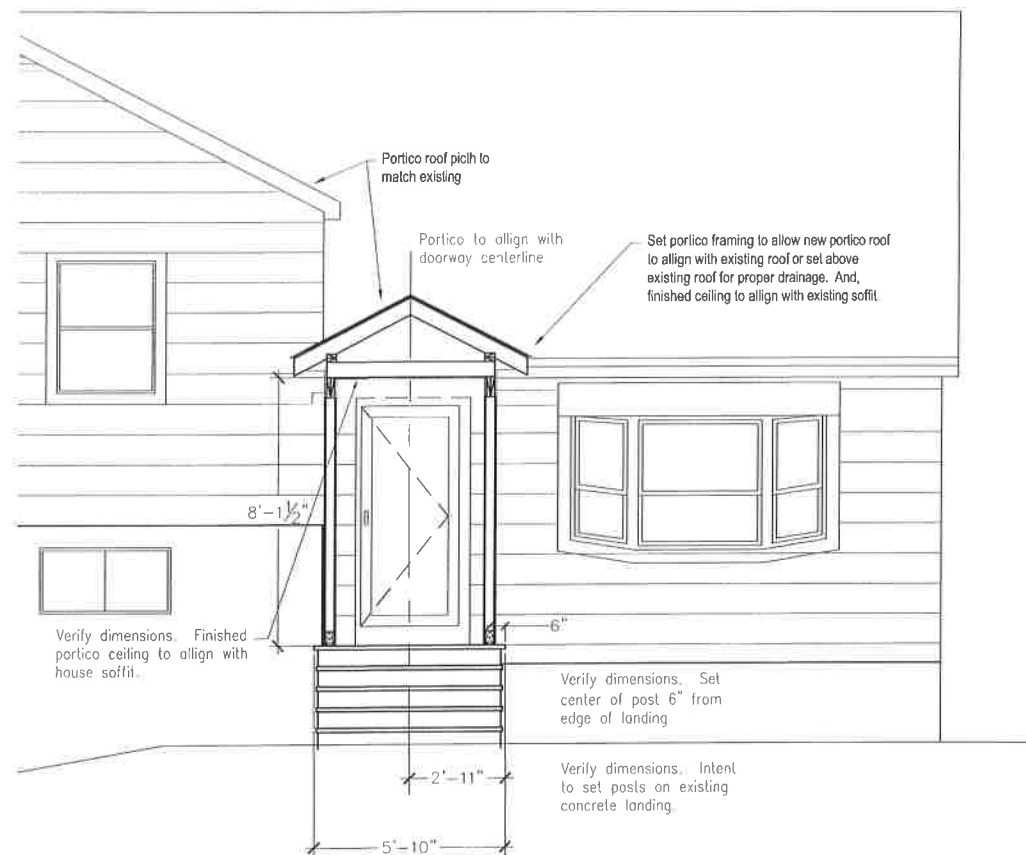 Portico roof picth to
match existing
Portico to allign with
doorway centerline
Set portico framing to allow new portico roof
to allign with existing roof or set above
existing roof for proper drainage. And,
finished ceiling to allign with existing soffit.
8'-1½"
6"
Verify dimensions. Finished
portico ceiling to allign with
house soffit.
Verify dimensions. Set
center of post 6" from
edge of landing
2'-11"
Verify dimensions. Intent
to set posts on existing
concrete landing.
5'-10"